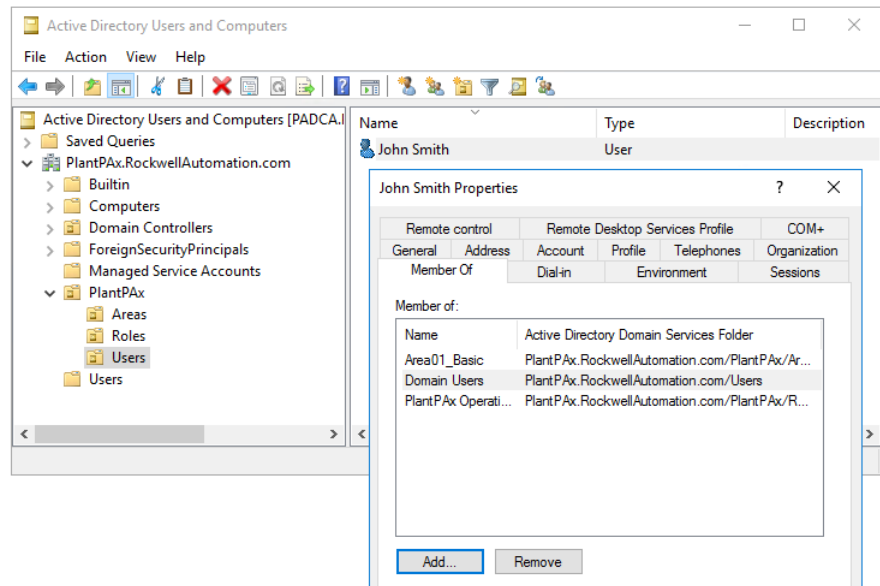 Active Directory Users and Computers
File Action View Help
Active Directory Users and Computers [PADCA.I
Saved Queries
PlantPAx.RockwellAutomation.com
Builtin
Computers
Domain Controllers
ForeignSecurityPrincipals
Managed Service Accounts
PlantPAx
Areas
Roles
Users
Users
Name Type Description
John Smith User
John Smith Properties
Remote control Remote Desktop Services Profile COM+
General Address Account Profile Telephones Organization
Member Of Dial-in Environment Sessions
Member of:
Name Active Directory Domain Services Folder
Area01_Basic PlantPAx.RockwellAutomation.com/PlantPAx/Ar...
Domain Users PlantPAx.RockwellAutomation.com/Users
PlantPAx Operati... PlantPAx.RockwellAutomation.com/PlantPAx/R...
Add... Remove